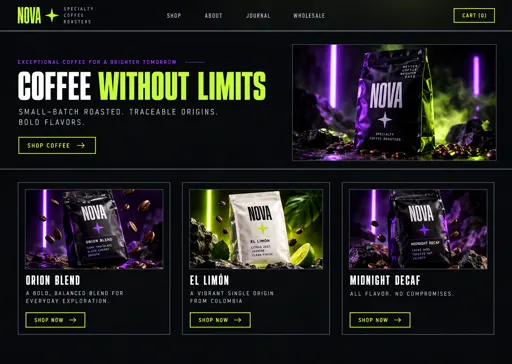 NOVA
SPECIALTY
COFFEE
ROASTERS
SHOP
ABOUT
JOURNAL
WHOLESALE
CART (0)
EXCEPTIONAL COFFEE FOR A BRIGHTER TOMORROW
COFFEE WITHOUT LIMITS
SMALL-BATCH ROASTED. TRACEABLE ORIGINS.
BOLD FLAVORS.
SHOP COFFEE
NOVA
SPECIALTY
COFFEE ROASTERS
NOVA
ORION BLEND
ORION BLEND
A BOLD, BALANCED BLEND FOR
EVERYDAY EXPLORATION.
SHOP NOW
NOVA
EL LIMÓN
EL LIMÓN
A VIBRANT SINGLE ORIGIN
FROM COLOMBIA
SHOP NOW
NOVA
MIDNIGHT DECAF
MIDNIGHT DECAF
ALL FLAVOR. NO COMPROMISES.
SHOP NOW